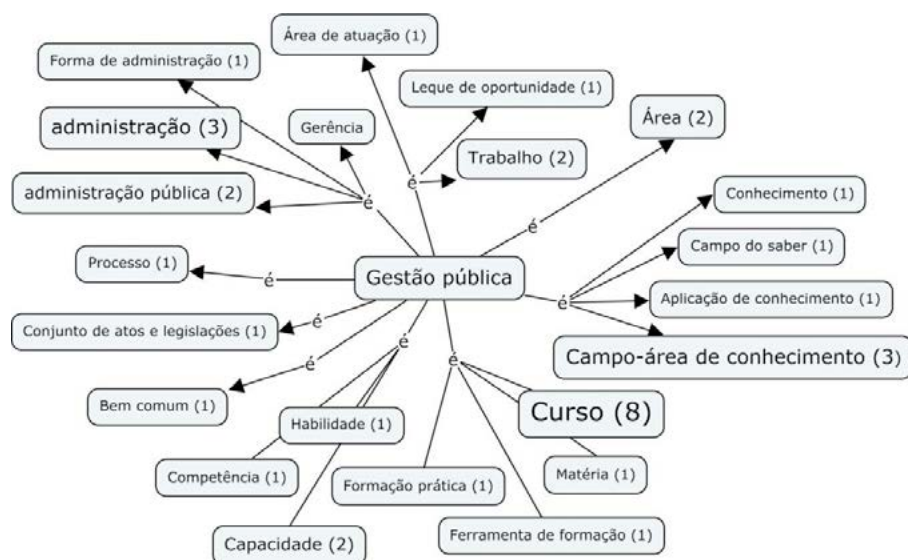 Área de atuação (1)
Forma de administração (1)
Leque de oportunidade (1)
administração (3)
Gerência
Área (2)
Trabalho (2)
administração pública (2)
é
é
Conhecimento (1)
é
é
Campo do saber (1)
Processo (1)
é
Gestão pública
Aplicação de conhecimento (1)
é
Conjunto de atos e legislações (1)
é
é
Campo-área de conhecimento (3)
é
é
Bem comum (1)
Curso (8)
Habilidade (1)
Competência (1)
Formação prática (1)
Matéria (1)
Capacidade (2)
Ferramenta de formação (1)